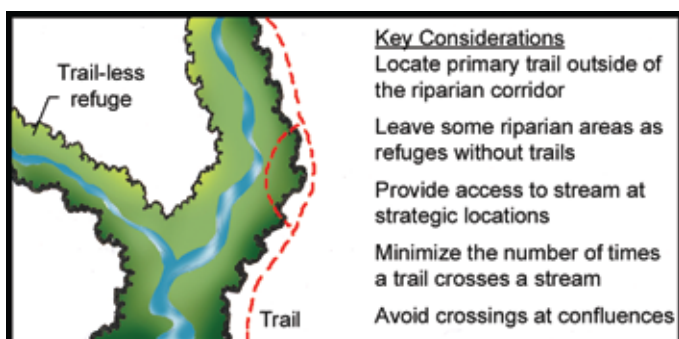 Trail-less
refuge
Trail
Key Considerations
Locate primary trail outside of
the riparian corridor
Leave some riparian areas as
refuges without trails
Provide access to stream at
strategic locations
Minimize the number of times
a trail crosses a stream
Avoid crossings at confluences